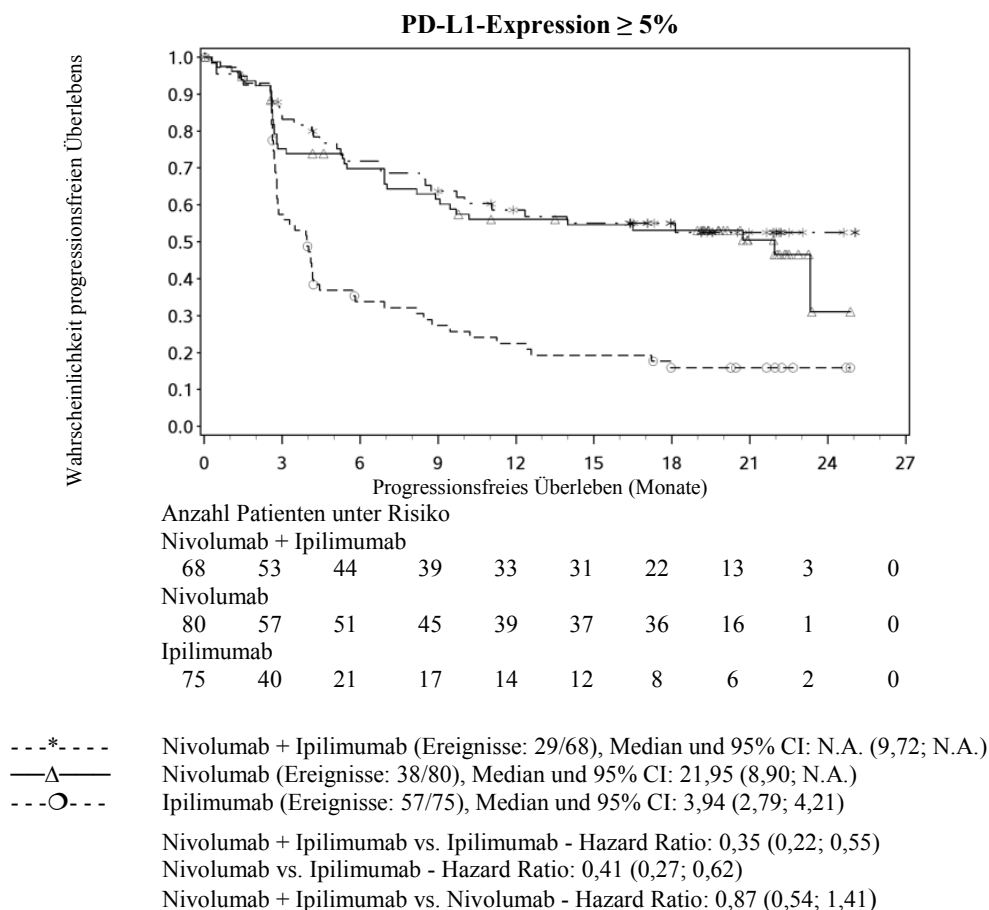 PD-L1-Expression ≥ 5%
Wahrscheinlichkeit progressionsfreien Überlebens
1.0
0.9
0.8
0.7
0.6
0.5
0.4
0.3
0.2
0.1
0.0
0 3 6 9 12 15 18 21 24 27
Progressionsfreies Überleben (Monate)
Anzahl Patienten unter Risiko
Nivolumab + Ipilimumab
68 53 44 39 33 31 22 13 3 0
Nivolumab
80 57 51 45 39 37 36 16 1 0
Ipilimumab
75 40 21 17 14 12 8 6 2 0
- - -*- - - - Nivolumab + Ipilimumab (Ereignisse: 29/68), Median und 95% CI: N.A. (9,72; N.A.)
——Δ—— Nivolumab (Ereignisse: 38/80), Median und 95% CI: 21,95 (8,90; N.A.)
- - -❍- - - Ipilimumab (Ereignisse: 57/75), Median und 95% CI: 3,94 (2,79; 4,21)
Nivolumab + Ipilimumab vs. Ipilimumab - Hazard Ratio: 0,35 (0,22; 0,55)
Nivolumab vs. Ipilimumab - Hazard Ratio: 0,41 (0,27; 0,62)
Nivolumab + Ipilimumab vs. Nivolumab - Hazard Ratio: 0,87 (0,54; 1,41)